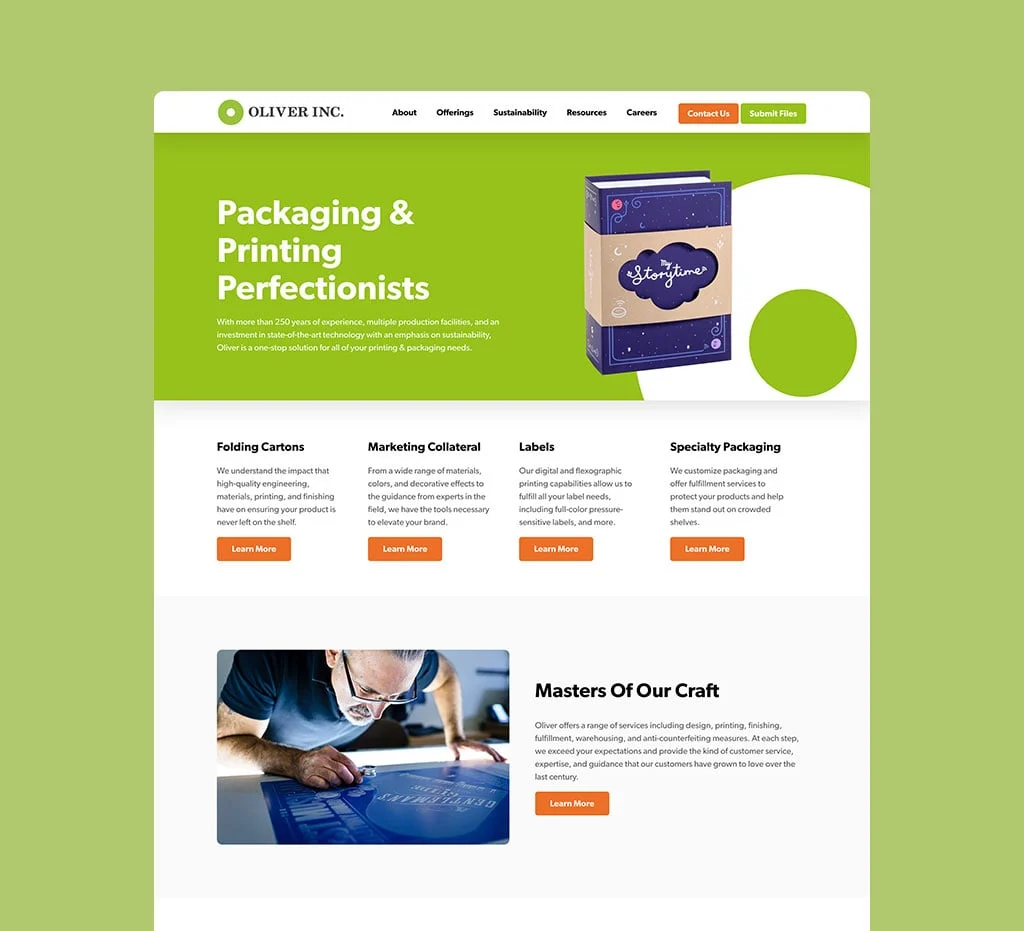 OLIVER INC.
About
Offerings
Sustainability
Resources
Careers
Contact Us
Submit Files
Packaging &
Printing
Perfectionists
With more than 250 years of experience, multiple production facilities, and an
investment in state-of-the-art technology with an emphasis on sustainability,
Oliver is a one-stop solution for all of your printing & packaging needs.
My
Storytime
Folding Cartons
We understand the impact that
high-quality engineering,
materials, printing, and finishing
have on ensuring your product is
never left on the shelf.
Learn More
Marketing Collateral
From a wide range of materials,
colors, and decorative effects to
the guidance from experts in the
field, we have the tools necessary
to elevate your brand.
Learn More
Labels
Our digital and flexographic
printing capabilities allow us to
fulfill all your label needs,
including full-color pressure-
sensitive labels, and more.
Learn More
Specialty Packaging
We customize packaging and
offer fulfillment services to
protect your products and help
them stand out on crowded
shelves.
Learn More
GENTLEMAN'S
Masters Of Our Craft
Oliver offers a range of services including design, printing, finishing,
fulfillment, warehousing, and anti-counterfeiting measures. At each step,
we exceed your expectations and provide the kind of customer service,
expertise, and guidance that our customers have grown to love over the
last century.
Learn More